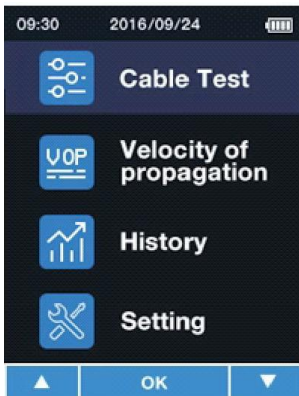 09:30 2016/09/24
Cable Test
VOP
Velocity of
propagation
History
Setting
OK